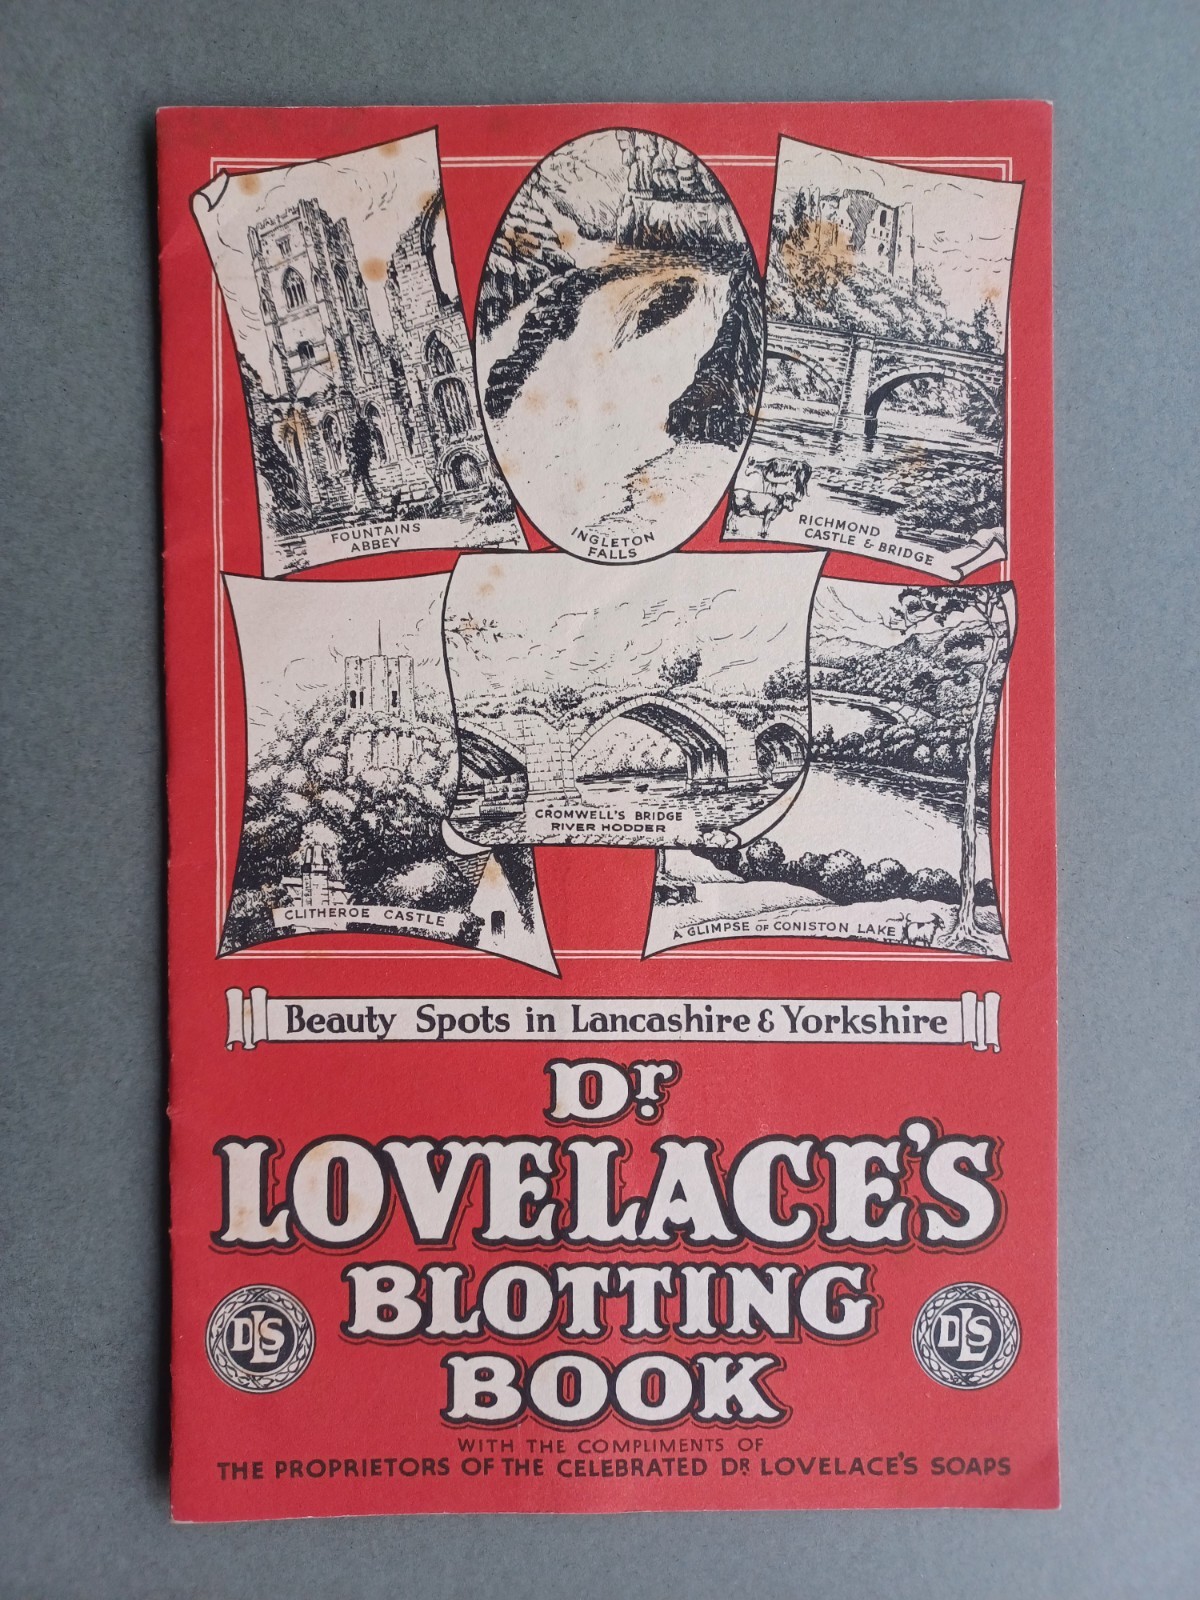 FOUNTAINS
ABBEY
INGLETON
FALLS
RICHMOND
CASTLE & BRIDGE
CLITHEROE CASTLE
CROMWELL'S BRIDGE
RIVER HODDER
A GLIMPSE OF CONISTON LAKE
Beauty Spots in Lancashire & Yorkshire
Dr.
LOVELACE'S
BLOTTING
BOOK
DLS
DLS
WITH THE COMPLIMENTS OF
THE PROPRIETORS OF THE CELEBRATED DR. LOVELACE'S SOAPS